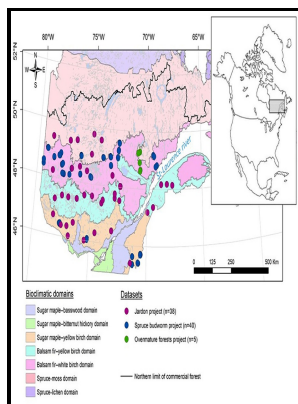 80°W 75°W 70°W 65°W
N
W E
S
52°N
50°N
48°N
46°N
St. Lawrence river
0 125 250 500 Km
Bioclimatic domains
Sugar maple–basswood domain
Sugar maple–bitternut hickory domain
Sugar maple–yellow birch domain
Balsam fir–yellow birch domain
Balsam fir–white birch domain
Spruce-moss domain
Spruce-lichen domain
Datasets
Jardon project (n=38)
Spruce budworm project (n=40)
Overmature forests project (n=5)
Northern limit of commercial forest